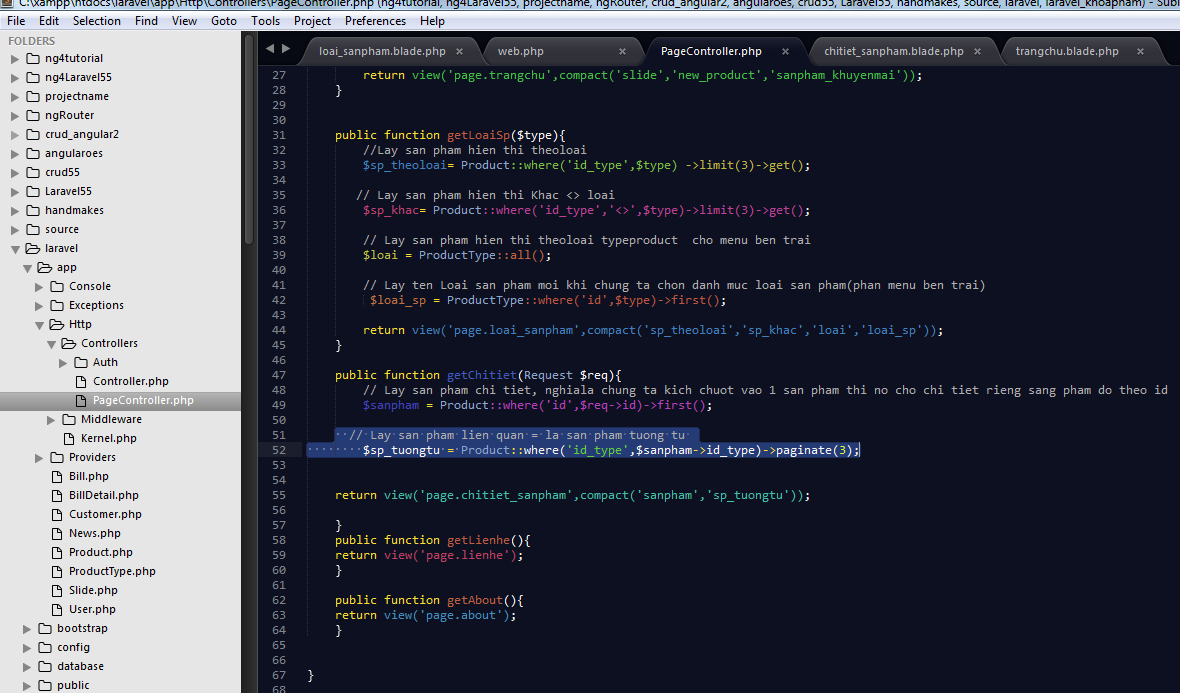 C:\xampp\htdocs\laravel\app\Http\Controllers\PageController.php (ng4tutorial, ng4Laravel55, projectname, ngRouter, crud_angular2, angularoes, crud55, Laravel55, handmakes, source, laravel, laravel_khoapham) - Subl
File Edit Selection Find View Goto Tools Project Preferences Help
FOLDERS
ng4tutorial
ng4Laravel55
projectname
ngRouter
crud_angular2
angularoes
crud55
Laravel55
handmakes
source
laravel
app
Console
Exceptions
Http
Controllers
Auth
Controller.php
PageController.php
Middleware
Kernel.php
Providers
Bill.php
BillDetail.php
Customer.php
News.php
Product.php
ProductType.php
Slide.php
User.php
bootstrap
config
database
public
loai_sanpham.blade.php × web.php × PageController.php × chitiet_sanpham.blade.php × trangchu.blade.php ×
27 return view('page.trangchu',compact('slide','new_product','sanpham_khuyenmai'));
28 }
29
30
31 public function getLoaiSp($type){
32 //Lay san pham hien thi theoloai
33 $sp_theoloai= Product::where('id_type',$type) ->limit(3)->get();
34
35 // Lay san pham hien thi Khac <> loai
36 $sp_khac= Product::where('id_type','<>',$type)->limit(3)->get();
37
38 // Lay san pham hien thi theoloai typeproduct  cho menu ben trai
39 $loai = ProductType::all();
40
41 // Lay ten Loai san pham moi khi chung ta chon danh muc loai san pham(phan menu ben trai)
42 $loai_sp = ProductType::where('id',$type)->first();
43
44 return view('page.loai_sanpham',compact('sp_theoloai','sp_khac','loai','loai_sp'));
45 }
46
47 public function getChitiet(Request $req){
48 // Lay san pham chi tiet, nghiala chung ta kich chuot vao 1 san pham thi no cho chi tiet rieng sang pham do theo id
49 $sanpham = Product::where('id',$req->id)->first();
50
51 // Lay san pham lien quan = la san pham tuong tu
52 $sp_tuongtu = Product::where('id_type',$sanpham->id_type)->paginate(3);
53
54
55 return view('page.chitiet_sanpham',compact('sanpham','sp_tuongtu'));
56
57 }
58 public function getLienhe(){
59 return view('page.lienhe');
60 }
61
62 public function getAbout(){
63 return view('page.about');
64 }
65
66
67 }
68